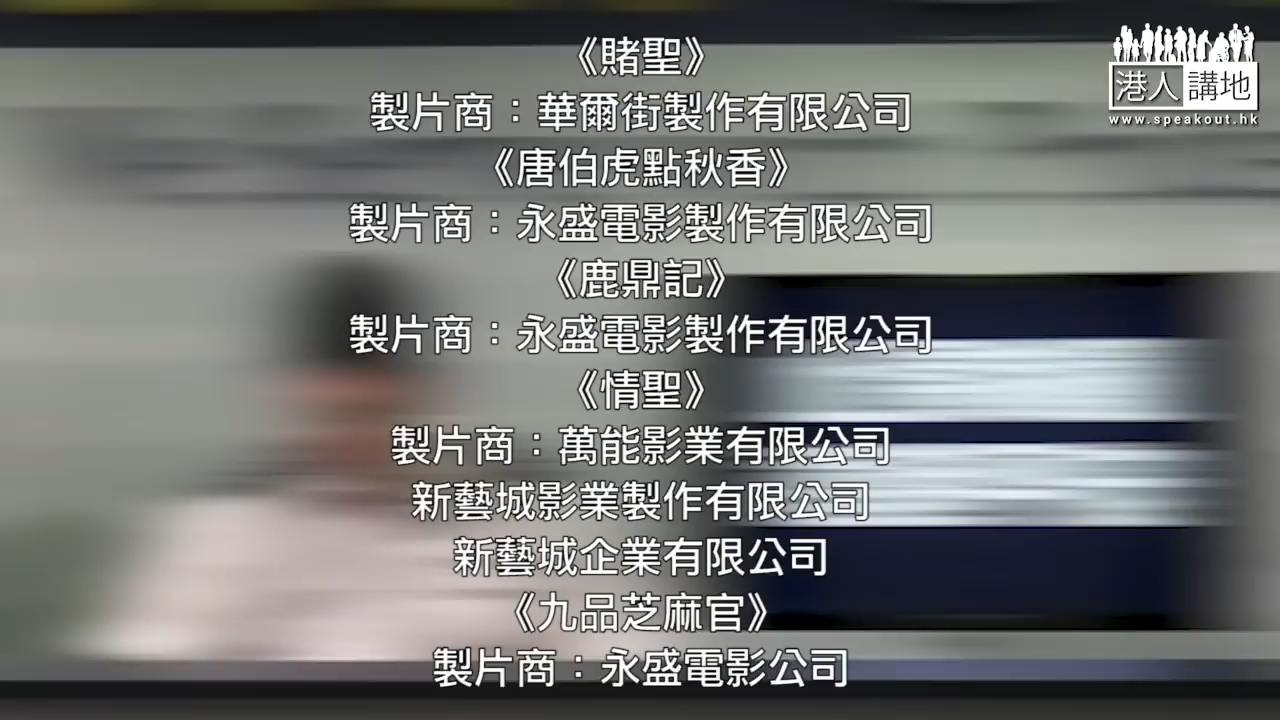 《賭聖》
製片商：華爾街製作有限公司
《唐伯虎點秋香》
製片商：永盛電影製作有限公司
《鹿鼎記》
製片商：永盛電影製作有限公司
《情聖》
製片商：萬能影業有限公司
新藝城影業製作有限公司
新藝城企業有限公司
《九品芝麻官》
製片商：永盛電影公司
港人講地
www.speakout.hk